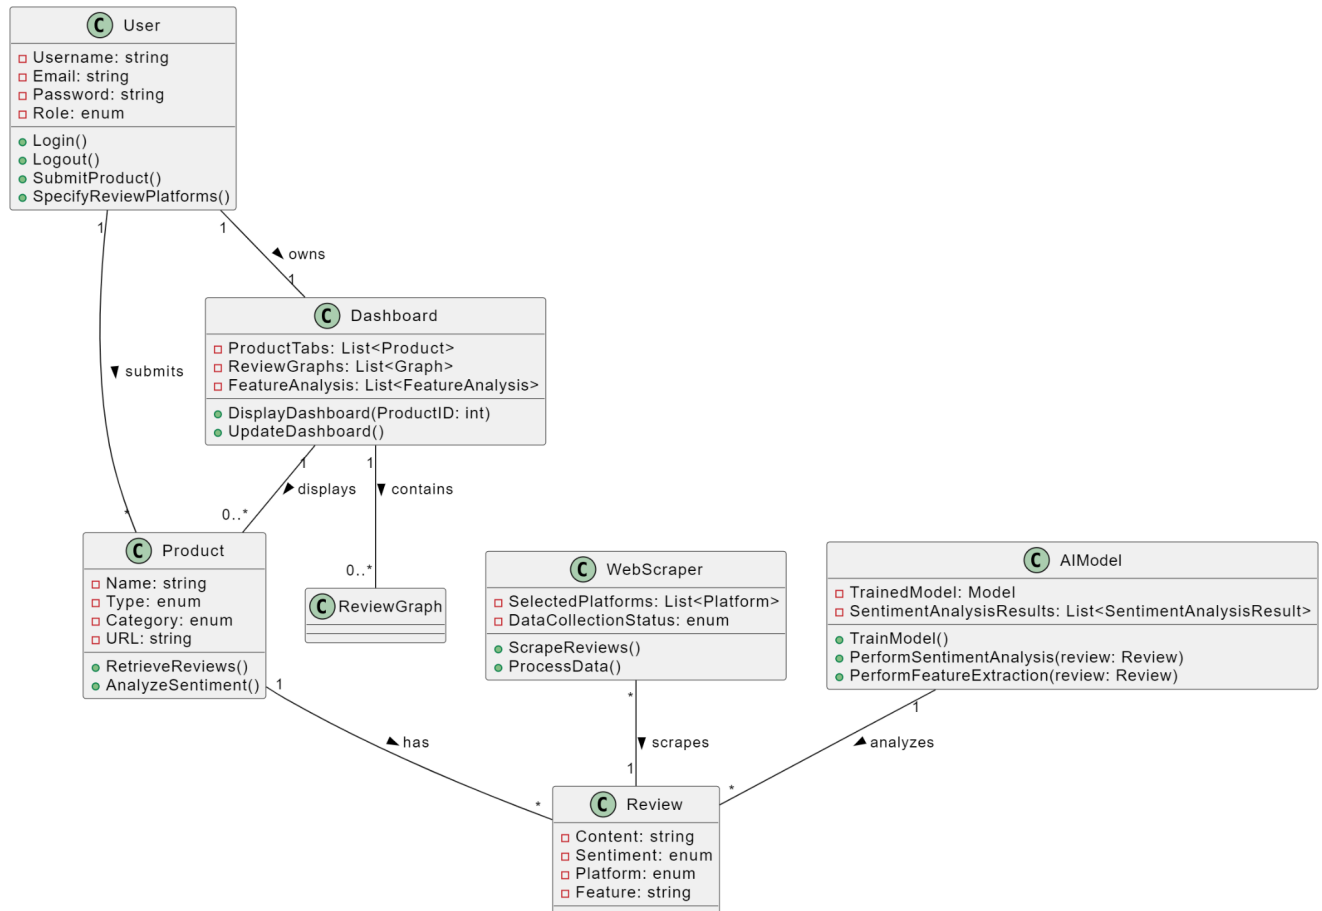 C User
Username: string
Email: string
Password: string
Role: enum
Login()
Logout()
SubmitProduct()
SpecifyReviewPlatforms()
1
1
owns
1
C Dashboard
ProductTabs: List<Product>
ReviewGraphs: List<Graph>
FeatureAnalysis: List<FeatureAnalysis>
DisplayDashboard(ProductID: int)
UpdateDashboard()
submits
1
1
displays
contains
*
0..*
0..*
C Product
Name: string
Type: enum
Category: enum
URL: string
RetrieveReviews()
AnalyzeSentiment()
C ReviewGraph
C WebScraper
SelectedPlatforms: List<Platform>
DataCollectionStatus: enum
ScrapeReviews()
ProcessData()
C AIModel
TrainedModel: Model
SentimentAnalysisResults: List<SentimentAnalysisResult>
TrainModel()
PerformSentimentAnalysis(review: Review)
PerformFeatureExtraction(review: Review)
1
*
1
has
scrapes
analyzes
*
1
*
C Review
Content: string
Sentiment: enum
Platform: enum
Feature: string